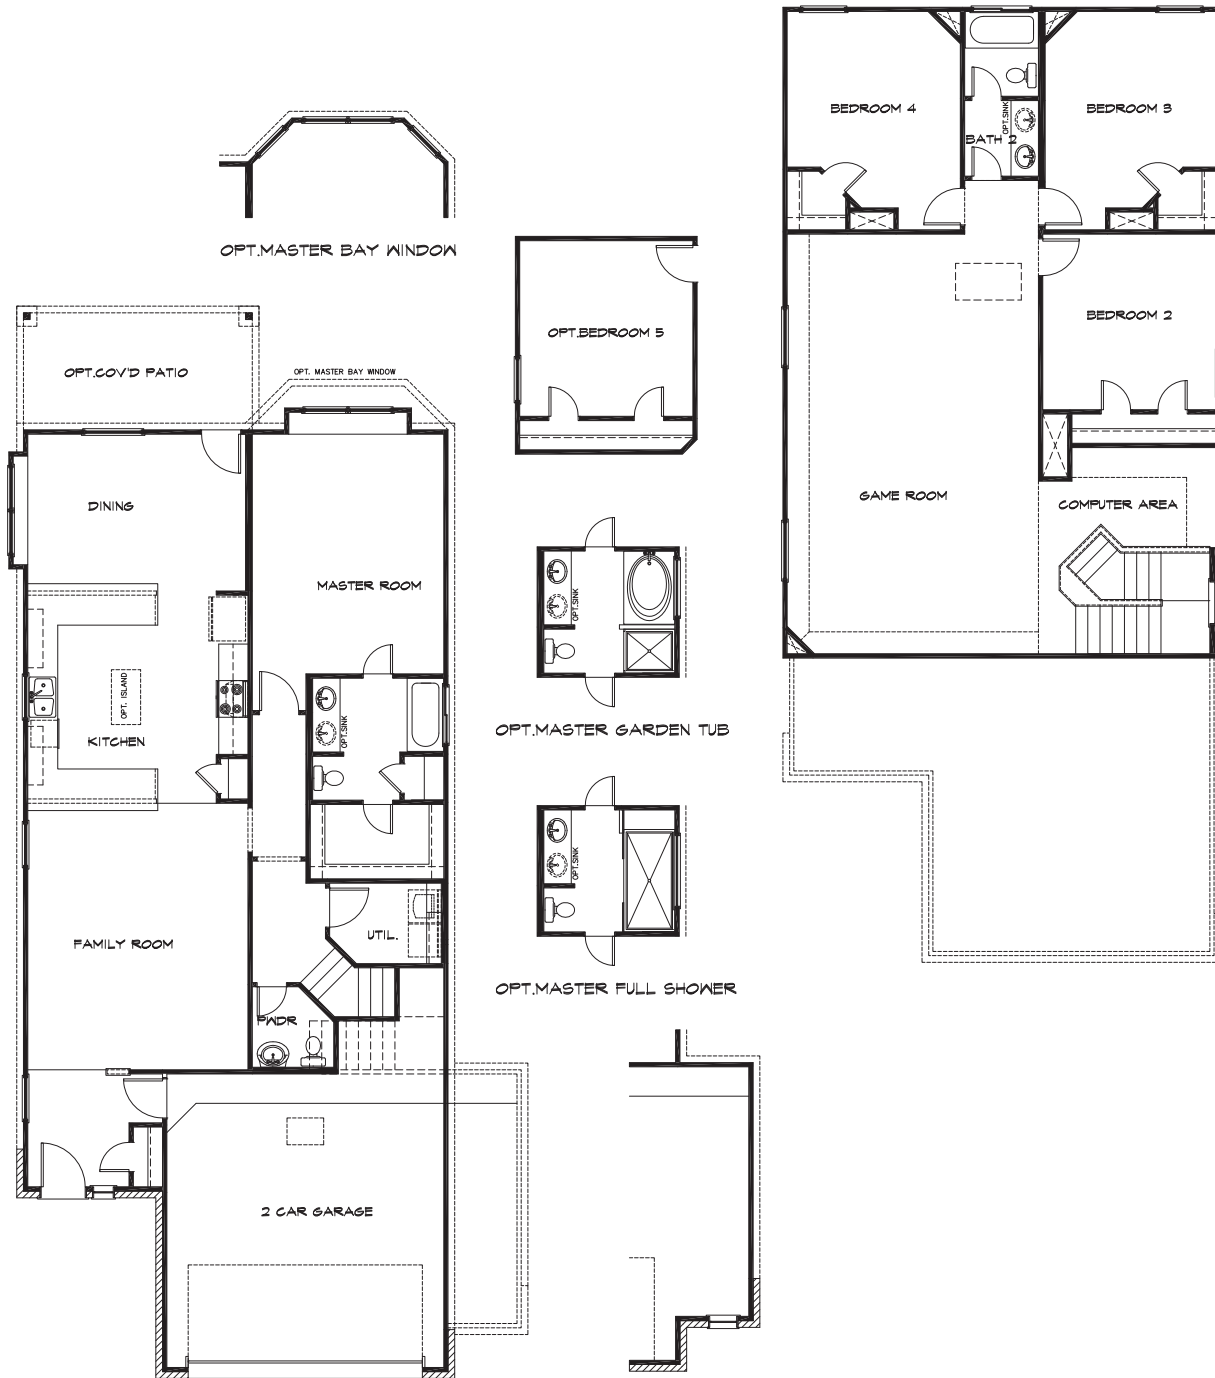 BEDROOM 4
OPT.SINK
BATH 2
BEDROOM 3
OPT.MASTER BAY WINDOW
OPT.BEDROOM 5
BEDROOM 2
OPT.COV'D PATIO
OPT. MASTER BAY WINDOW
DINING
GAME ROOM
COMPUTER AREA
MASTER ROOM
OPT.SINK
OPT. ISLAND
OPT.SINK
KITCHEN
OPT.MASTER GARDEN TUB
OPT.SINK
FAMILY ROOM
UTIL.
OPT.MASTER FULL SHOWER
PWDR
2 CAR GARAGE